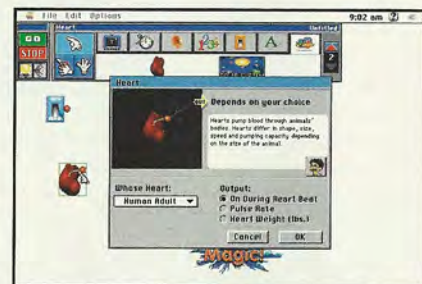 File Edit Options
9:02 am
Heart
Untitled
GO
STOP
A
2
Heart
out
Depends on your choice
Hearts pump blood through animals'
bodies. Hearts differ in shape, size,
speed and pumping capacity depending
on the size of the animal.
Whose Heart:
Human Adult
Output:
On During Heart Beat
Pulse Rate
Heart Weight (lbs.)
Cancel
OK
Magic!